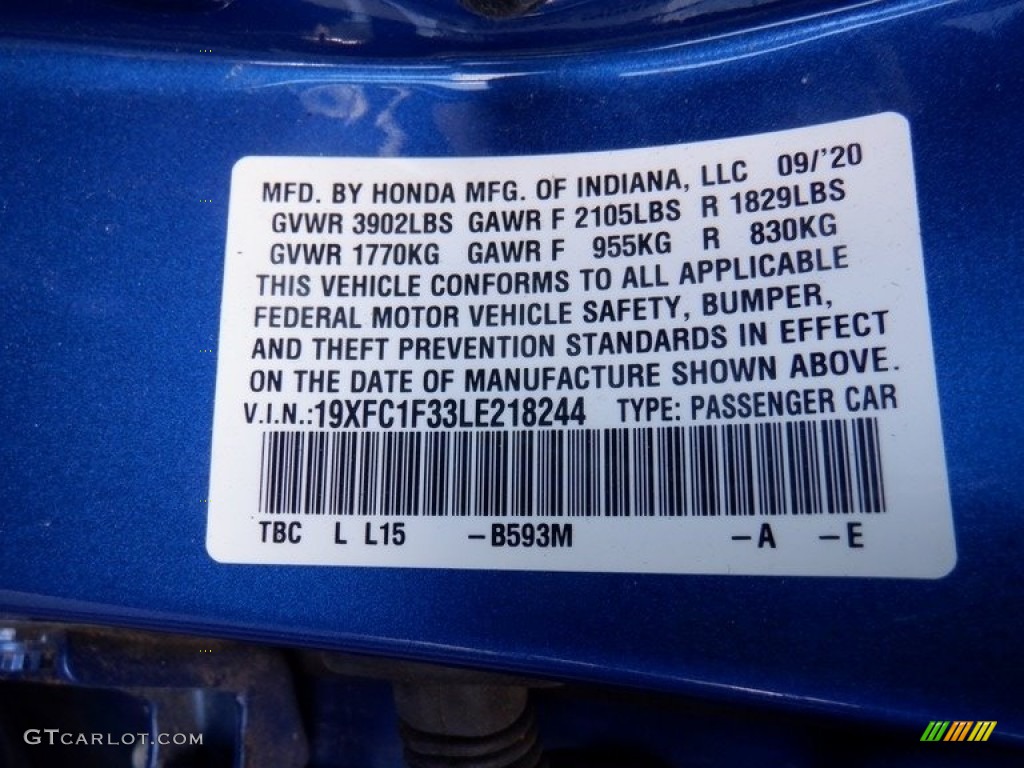 MFD. BY HONDA MFG. OF INDIANA, LLC 09/'20
GVWR 3902LBS GAWR F 2105LBS R 1829LBS
GVWR 1770KG GAWR F 955KG R 830KG
THIS VEHICLE CONFORMS TO ALL APPLICABLE
FEDERAL MOTOR VEHICLE SAFETY, BUMPER,
AND THEFT PREVENTION STANDARDS IN EFFECT
ON THE DATE OF MANUFACTURE SHOWN ABOVE.
V.I.N.:19XFC1F33LE218244 TYPE: PASSENGER CAR
TBC L L15 -B593M -A -E
GTCARLOT.COM